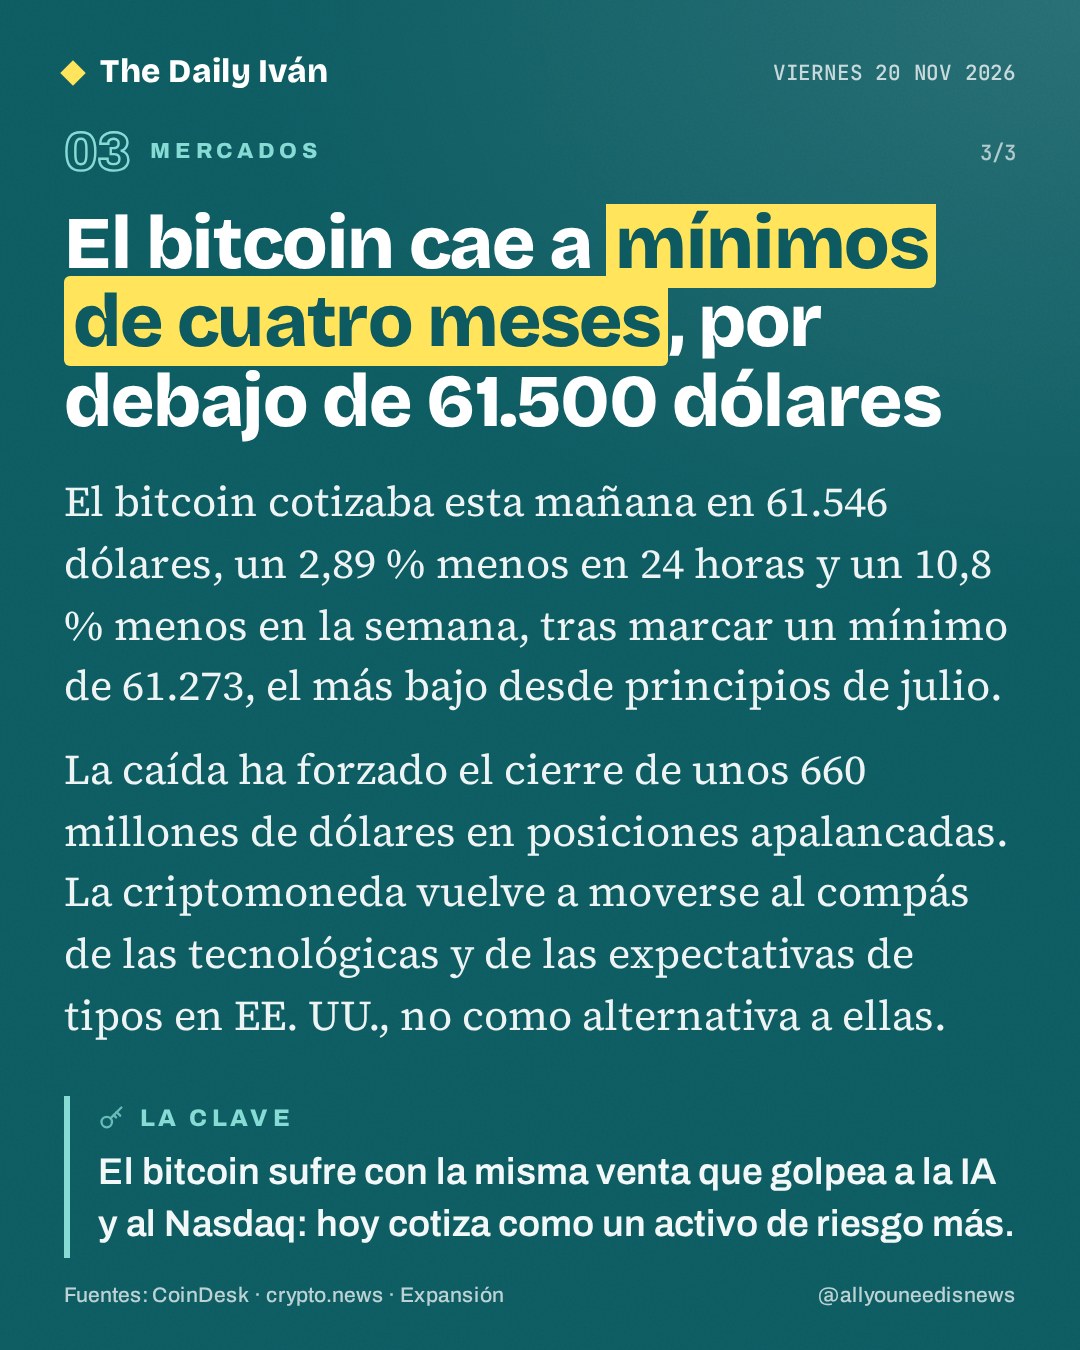 The Daily Iván
VIERNES 20 NOV 2026
03 MERCADOS
3/3
El bitcoin cae a mínimos
de cuatro meses, por
debajo de 61.500 dólares
El bitcoin cotizaba esta mañana en 61.546
dólares, un 2,89 % menos en 24 horas y un 10,8
% menos en la semana, tras marcar un mínimo
de 61.273, el más bajo desde principios de julio.
La caída ha forzado el cierre de unos 660
millones de dólares en posiciones apalancadas.
La criptomoneda vuelve a moverse al compás
de las tecnológicas y de las expectativas de
tipos en EE. UU., no como alternativa a ellas.
LA CLAVE
El bitcoin sufre con la misma venta que golpea a la IA
y al Nasdaq: hoy cotiza como un activo de riesgo más.
Fuentes: CoinDesk · crypto.news · Expansión
@allyouneedisnews